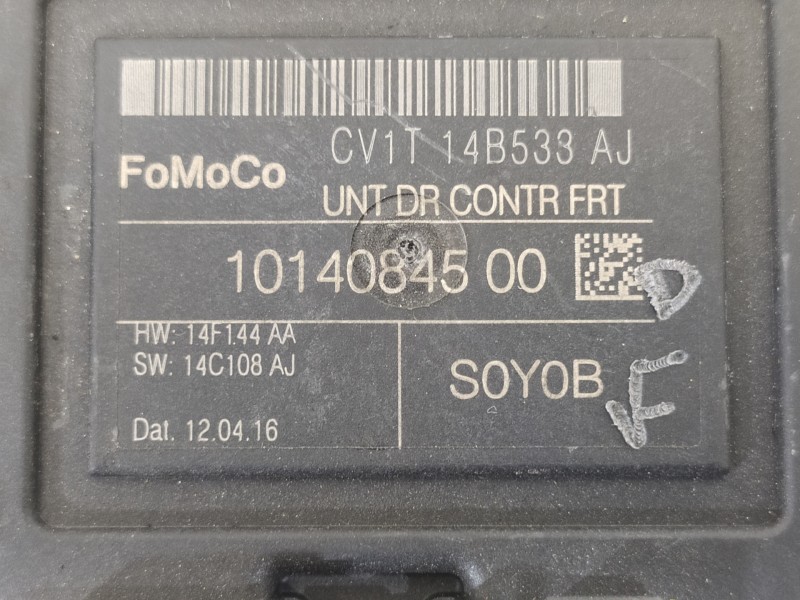 CV1T 14B533 AJ
FoMoCo
UNT DR CONTR FRT
10140845 00
D
HW: 14F144 AA
SW: 14C108 AJ
S0Y0B
F
Dat. 12.04.16